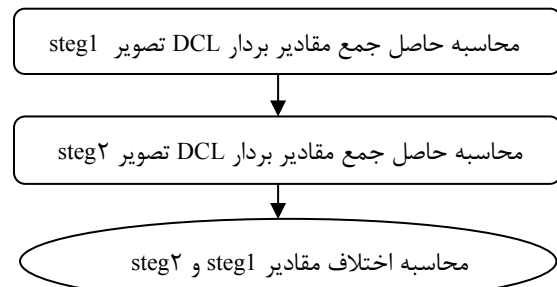 محاسبه حاصل جمع مقادیر بردار DCL تصویر steg1
محاسبه حاصل جمع مقادیر بردار DCL تصویر steg۲
محاسبه اختلاف مقادیر steg1 و steg۲